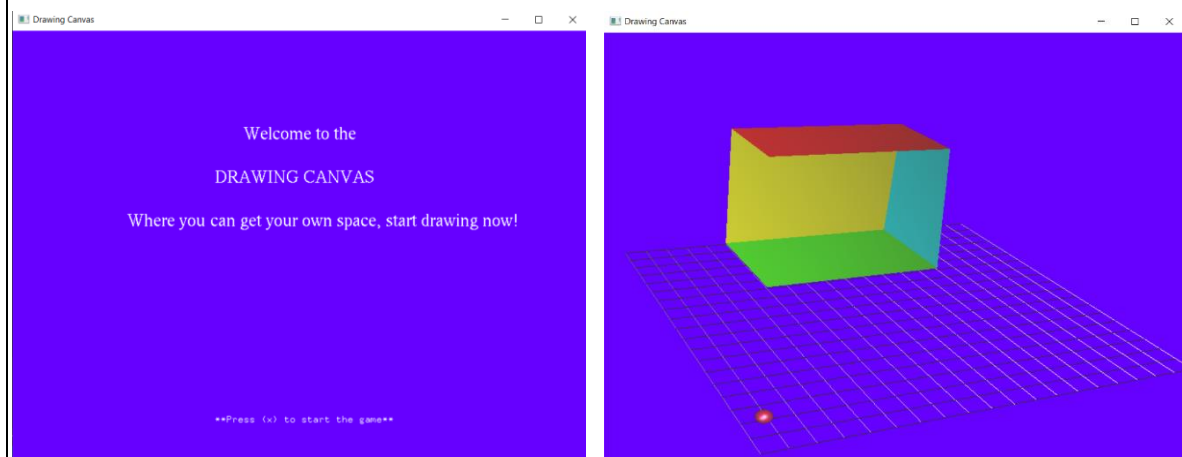 Drawing Canvas
Welcome to the
DRAWING CANVAS
Where you can get your own space, start drawing now!
**Press (x) to start the game**
Drawing Canvas